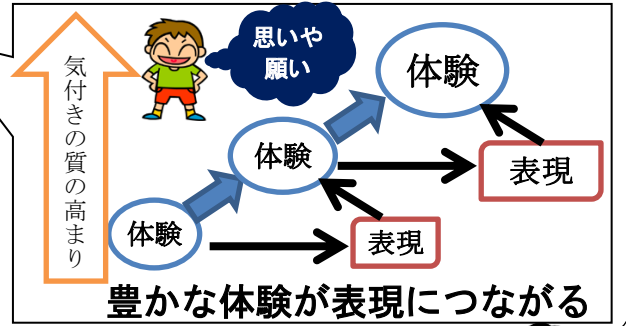 気付きの質の高まり
思いや
願い
体験
体験
表現
体験
表現
豊かな体験が表現につながる